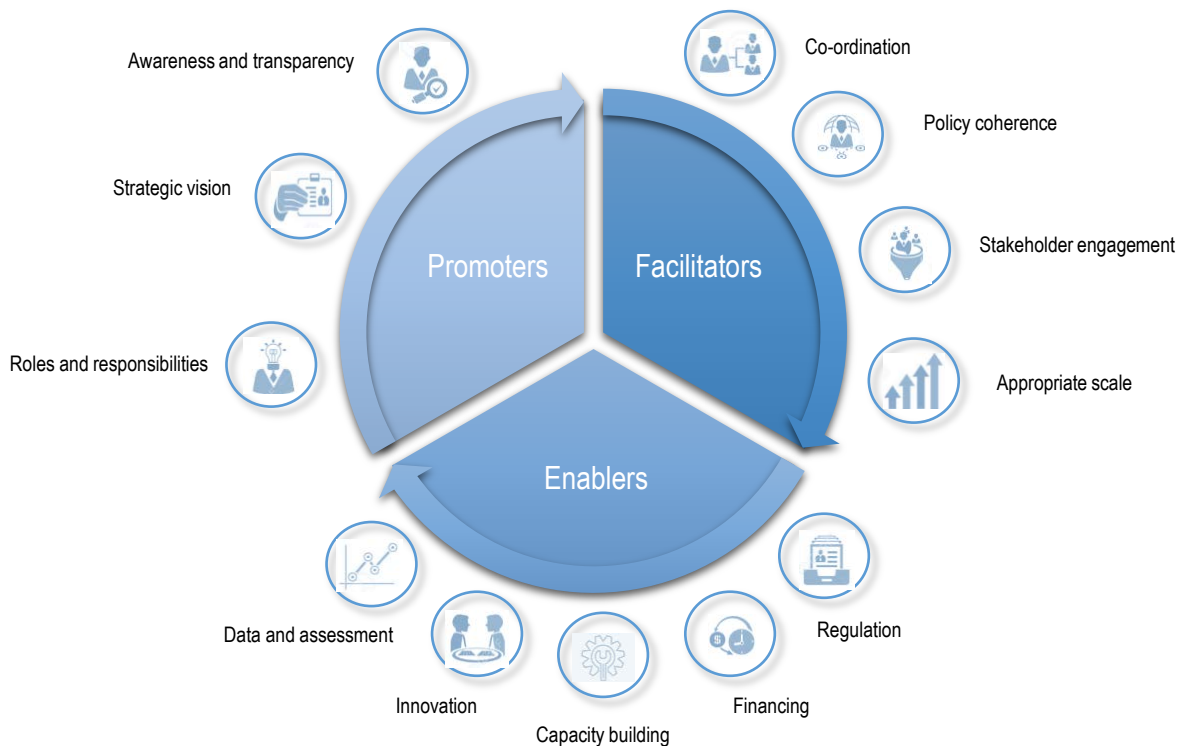 Awareness and transparency
Strategic vision
Roles and responsibilities
Promoters
Co-ordination
Policy coherence
Stakeholder engagement
Appropriate scale
Facilitators
Enablers
Data and assessment
Innovation
Capacity building
Financing
Regulation